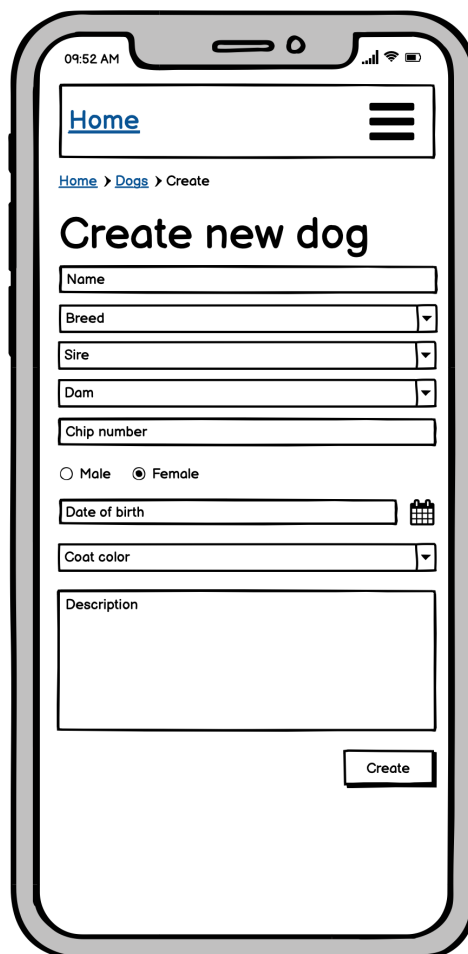 09:52 AM
Home
Home > Dogs > Create
Create new dog
Name
Breed
Sire
Dam
Chip number
Male Female
Date of birth
Coat color
Description
Create